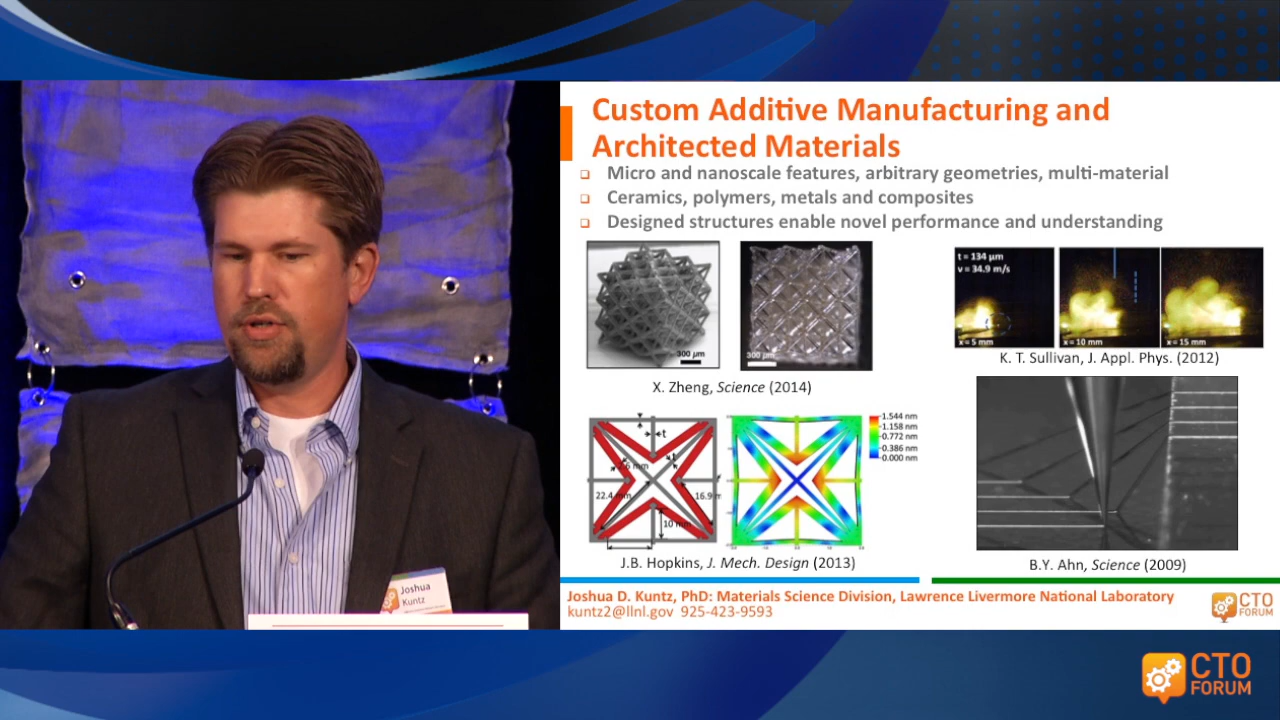 Custom Additive Manufacturing and
Architected Materials
Micro and nanoscale features, arbitrary geometries, multi-material
Ceramics, polymers, metals and composites
Designed structures enable novel performance and understanding
300 µm
300 µm
X. Zheng, Science (2014)
t = 134 µm
v = 34.9 m/s
x = 5 mm
x = 10 mm
x = 15 mm
K. T. Sullivan, J. Appl. Phys. (2012)
t
t
22.4 mm
16.9
10 mm
1.544 nm
1.158 nm
0.772 nm
0.386 nm
0.000 nm
J.B. Hopkins, J. Mech. Design (2013)
B.Y. Ahn, Science (2009)
Joshua D. Kuntz, PhD: Materials Science Division, Lawrence Livermore National Laboratory
kuntz2@llnl.gov 925-423-9593
CTO
FORUM
Joshua
Kuntz
CTO
FORUM